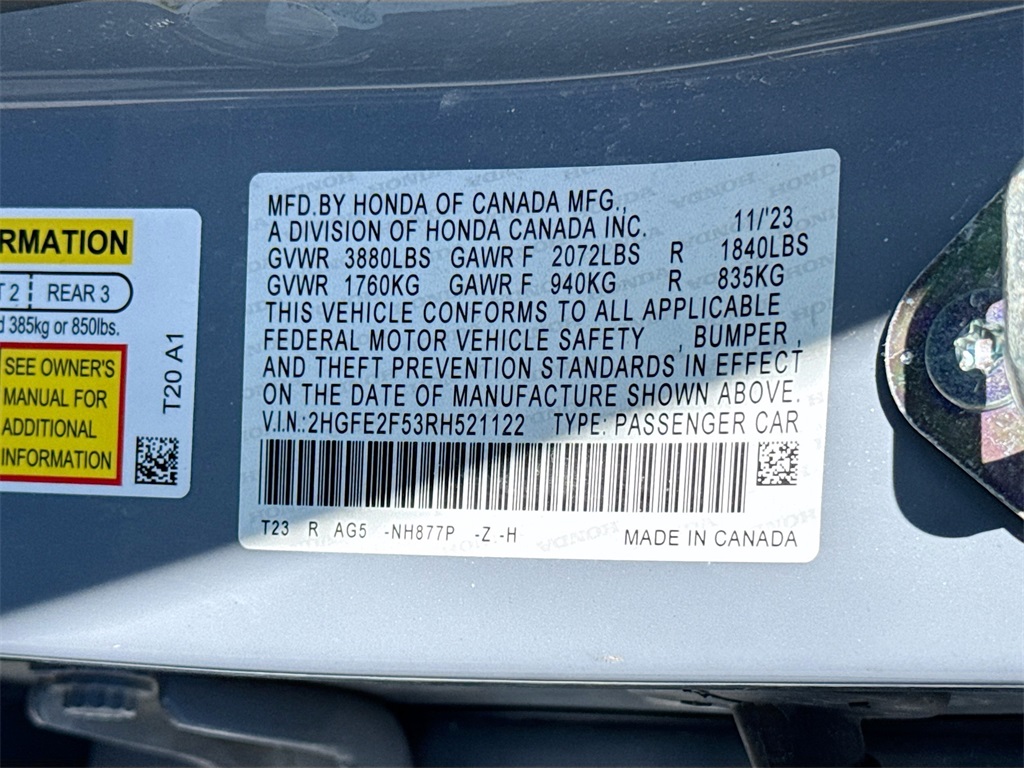 RMATION
T 2 REAR 3
d 385kg or 850lbs.
SEE OWNER'S
MANUAL FOR
ADDITIONAL
INFORMATION
T20 A1
MFD.BY HONDA OF CANADA MFG.,
A DIVISION OF HONDA CANADA INC. 11/'23
GVWR 3880LBS GAWR F 2072LBS R 1840LBS
GVWR 1760KG GAWR F 940KG R 835KG
THIS VEHICLE CONFORMS TO ALL APPLICABLE
FEDERAL MOTOR VEHICLE SAFETY , BUMPER ,
AND THEFT PREVENTION STANDARDS IN EFFECT
ON THE DATE OF MANUFACTURE SHOWN ABOVE.
V.I.N.:2HGFE2F53RH521122 TYPE: PASSENGER CAR
T23 R AG5 -NH877P -Z -H MADE IN CANADA